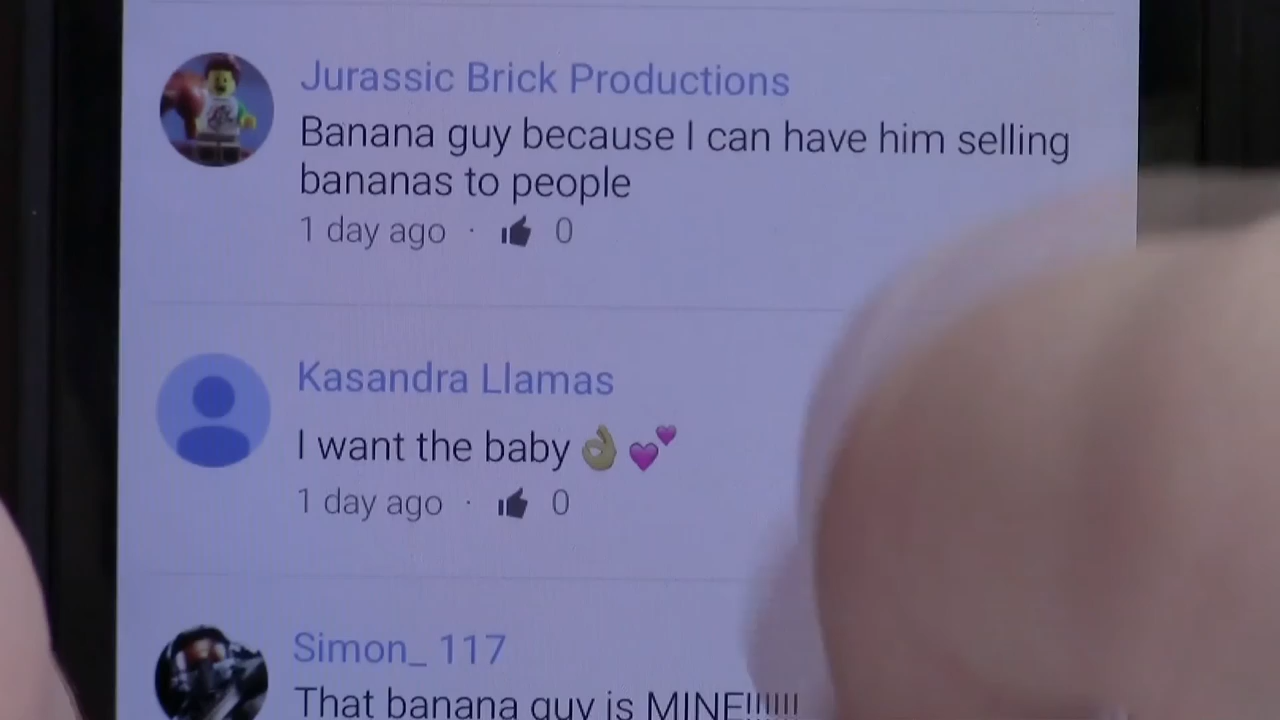 Jurassic Brick Productions
Banana guy because I can have him selling
bananas to people
1 day ago · 0
Kasandra Llamas
I want the baby 👌💕
1 day ago · 0
Simon_ 117
That banana guy is MINE!!!!!!